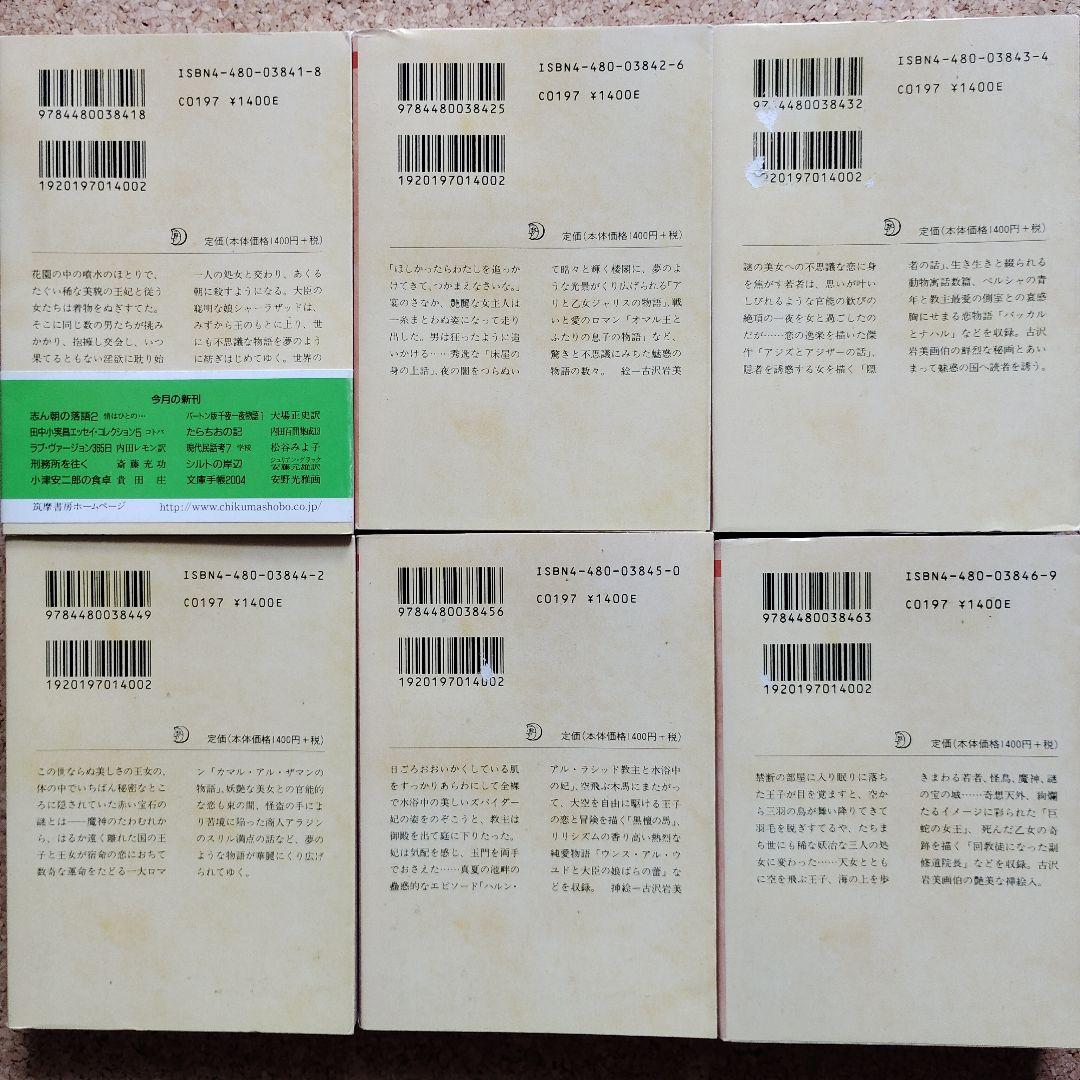 ISBN4-480-03841-8
C0197 ¥1400E
9784480038418
1920197014002
定価(本体価格1400円+税)
花園の中の噴水のほとりで、
たぐい稀な美貌の王妃と従う
女たちは着物をぬぎすてた。
そこに同じ数の男たちが挑み
かかり、抱擁し交会し、いつ
果てるともない淫欲に耽り始
一人の処女と交わり、あくる
朝に殺すようになる。大臣の
聡明な娘シャーラザッドは、
みずから王のもとに上り、世
にも不思議な物語を夢のよう
に紡ぎはじめてゆく。世界の
今月の新刊
志ん朝の落語2 情はひとの…
田中小実昌エッセイ・コレクション5 コトバ
ラブ・ヴァージョン365日 内田レモン訳
刑務所を往く 斎藤充功
小津安二郎の食卓 貴田庄
バートン版千夜一夜物語1 大場正史訳
たらちおの記 内田百閒集成13
現代民話考7 学校 松谷みよ子
シルトの岸辺 ジュリアン・グラック 安藤元雄訳
文庫手帳2004 安野光雅画
筑摩書房ホームページ http://www.chikumashobo.co.jp/
ISBN4-480-03842-6
C0197 ¥1400E
9784480038425
1920197014002
定価(本体価格1400円+税)
「ほしかったらわたしを追っか
けてきて、つかまえなさいな。」
宴のさなか、艶麗な女主人は
一糸まとわぬ姿になって走り
出した。男は狂ったように追
いかける……秀逸な「床屋の
身の上話」、夜の闇をつらぬい
て皓々と輝く楼閣に、夢のよ
うな光景がくり広げられる「ア
リと乙女ジャリスの物語」、戦
いと愛のロマン「オマル王と
ふたりの息子の物語」など、
驚きと不思議にみちた魅惑の
物語の数々。 絵―古沢岩美
ISBN4-480-03843-4
C0197 ¥1400E
9784480038432
1920197014002
定価(本体価格1400円+税)
謎の美女への不思議な恋に身
を焦がす若者は、思いが叶い
しびれるような官能の歓びの
絶頂の一夜を女と過ごしたの
だが……恋の逸楽を描いた傑
作「アジズとアジザーの話」、
隠者を誘惑する女を描く「隠
者の話」、生き生きと綴られる
動物寓話数篇、ペルシャの青
年と教主最愛の側室との哀感
胸にせまる恋物語「バッカル
とナハル」などを収録。古沢
岩美画伯の鮮烈な秘画とあい
まって魅惑の国へ読者を誘う。
ISBN4-480-03844-2
C0197 ¥1400E
9784480038449
1920197014002
定価(本体価格1400円+税)
この世ならぬ美しさの王女の、
体の中でいちばん秘密なとこ
ろに隠されていた赤い宝石の
謎とは――魔神のたわむれか
ら、はるか遠く離れた国の王
子と王女が宿命の恋におちて
数奇な運命をたどる一大ロマ
ン「カマル・アル・ザマンの
物語」。妖艶な美女との官能的
な恋も束の間、怪盗の手によ
り苦境に陥った商人アラジン
のスリル満点の話など、夢の
ような物語が華麗にくり広げ
られてゆく。
ISBN4-480-03845-0
C0197 ¥1400E
9784480038456
1920197014002
定価(本体価格1400円+税)
日ごろおおいかくしている肌
をすっかりあらわにして全裸
で水浴中の美しいズバイダー
妃の姿をのぞこうと、教主は
御殿を出て庭に下りたった。
妃は気配を感じ、玉門を両手
でおさえた……真夏の池畔の
蠱惑的なエピソード「ハルン・
アル・ラシッド教主と水浴中
の妃」、空飛ぶ木馬にまたがっ
て、大空を自由に駆ける王子
の恋と冒険を描く「黒檀の馬」、
リリシズムの香り高い熱烈な
純愛物語「ウンス・アル・ウ
ユドと大臣の娘ばらの蕾」な
どを収録。 挿絵―古沢岩美
ISBN4-480-03846-9
C0197 ¥1400E
9784480038463
1920197014002
定価(本体価格1400円+税)
禁断の部屋に入り眠りに落ち
た王子が目を覚ますと、空か
ら三羽の鳥が舞い降りてきて
羽毛を脱ぎすてるや、たちま
ち世にも稀な妖冶な三人の処
女に変わった……天女ととも
に空を飛ぶ王子、海の上を歩
きまわる若者、怪鳥、魔神、謎
の宝の城……奇想天外、絢爛
たるイメージに彩られた「巨
蛇の女王」、死んだ乙女の奇
跡を描く「回教徒になった副
修道院長」などを収録。古沢
岩美画伯の艶美な挿絵入。